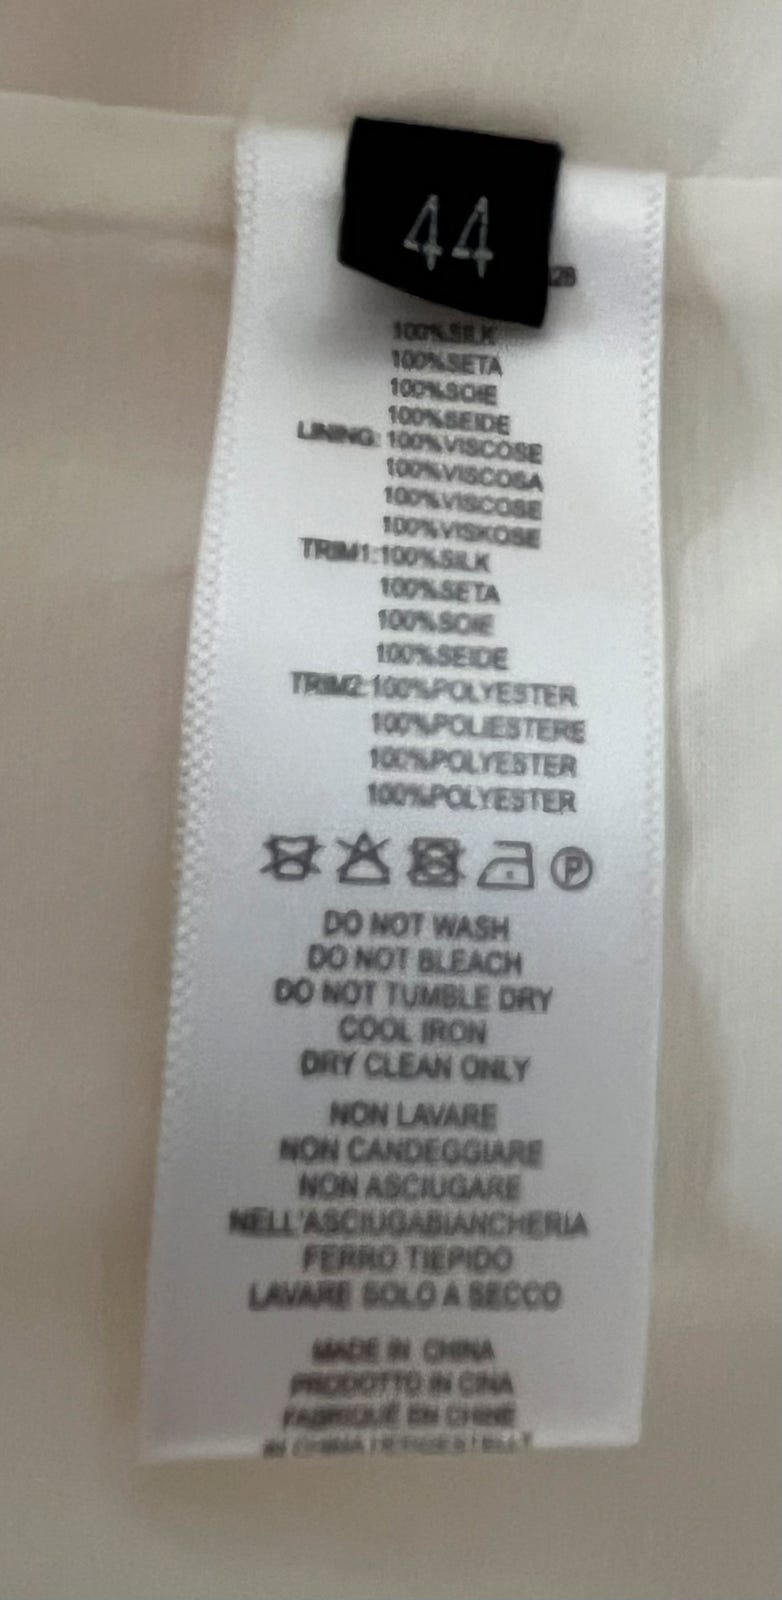 44
100%SILK
100%SETA
100%SOIE
100%SEIDE
LINING: 100%VISCOSE
100%VISCOSA
100%VISCOSE
100%VISKOSE
TRIM1:100%SILK
100%SETA
100%SOIE
100%SEIDE
TRIM2:100%POLYESTER
100%POLIESTERE
100%POLYESTER
100%POLYESTER
P
DO NOT WASH
DO NOT BLEACH
DO NOT TUMBLE DRY
COOL IRON
DRY CLEAN ONLY
NON LAVARE
NON CANDEGGIARE
NON ASCIUGARE
NELL'ASCIUGABIANCHERIA
FERRO TIEPIDO
LAVARE SOLO A SECCO
MADE IN CHINA
PRODOTTO IN CINA
FABRIQUÉ EN CHINE
IN CHINA HERGESTELLT